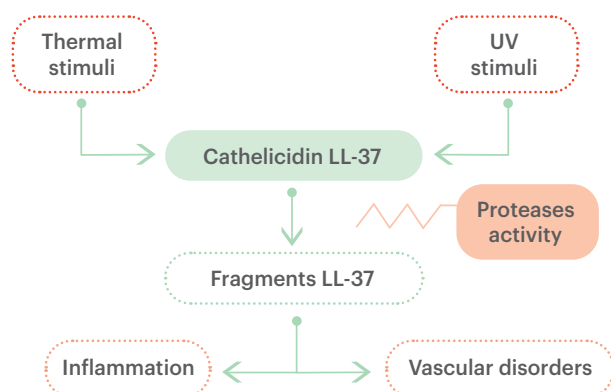 Thermal
stimuli
UV
stimuli
Cathelicidin LL-37
Proteases
activity
Fragments LL-37
Inflammation
Vascular disorders